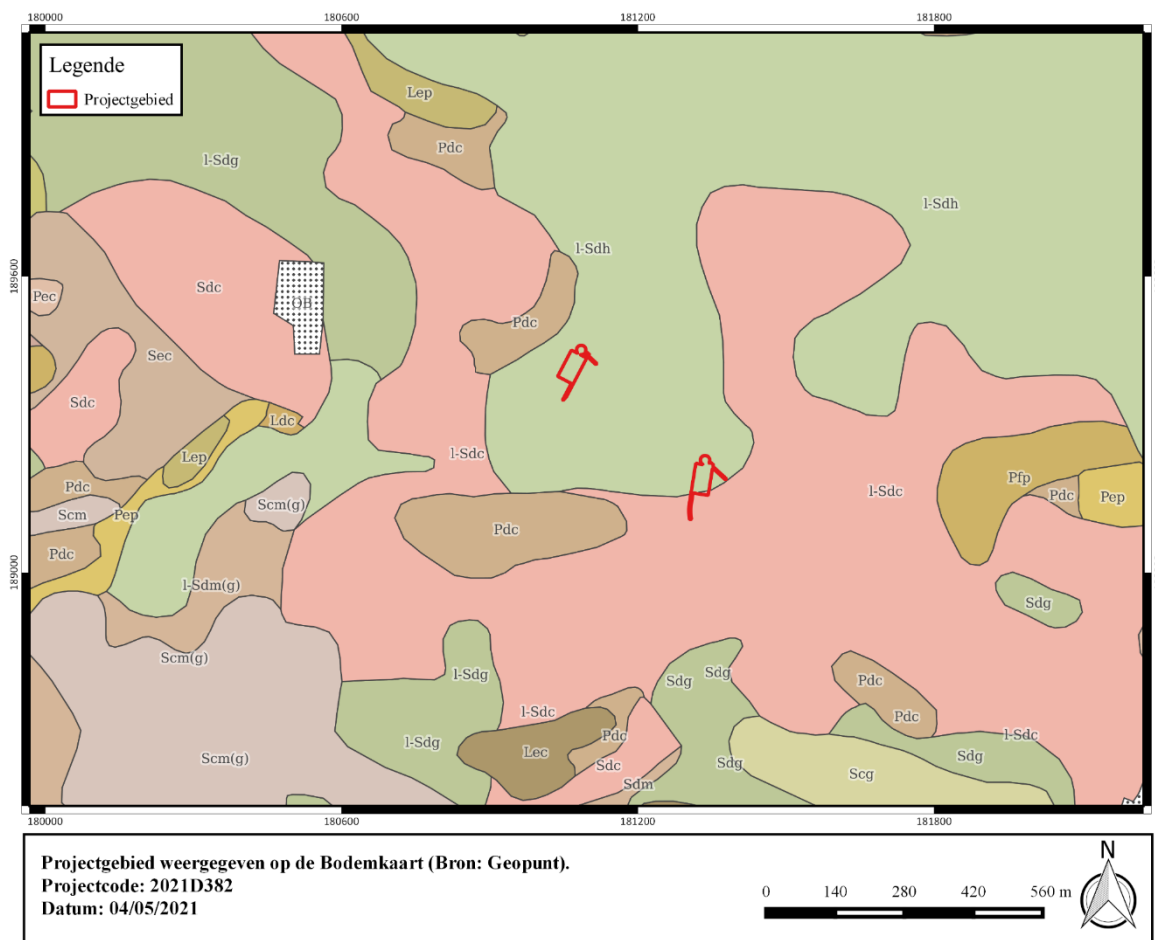 180000 180600 181200 181800
Legende
Projectgebied
Lep
Pdc
l-Sdg
l-Sdh
l-Sdh
189600
Sdc
Pec
OB
Pdc
Sec
Sdc
Ldc
Lep
l-Sdc
Pdc
Scm
Pep
Scm(g)
Pdc
l-Sdc
Pfp
Pdc
Pep
Pdc
189000
l-Sdm(g)
Sdg
Scm(g)
l-Sdg
Sdg
Sdg
Pdc
l-Sdc
Pdc
Pdc
l-Sdg
Lec
l-Sdc
Scm(g)
Sdc
Sdg
Sdg
Scg
Sdm
180000 180600 181200 181800
Projectgebied weergegeven op de Bodemkaart (Bron: Geopunt).
Projectcode: 2021D382
Datum: 04/05/2021
0 140 280 420 560 m
N